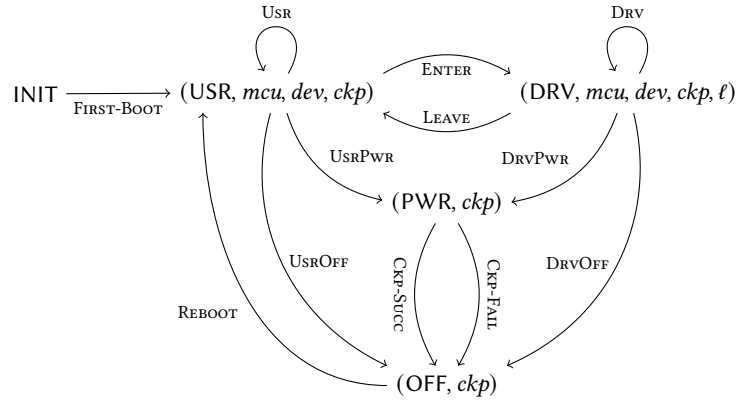 USR
DRV
ENTER
INIT
FIRST-BOOT
(USR, mcu, dev, ckp)
(DRV, mcu, dev, ckp, ℓ)
LEAVE
USRPWR
DRVPWR
(PWR, ckp)
USROFF
CKP-SUCC
CKP-FAIL
DRVOFF
REBOOT
(OFF, ckp)